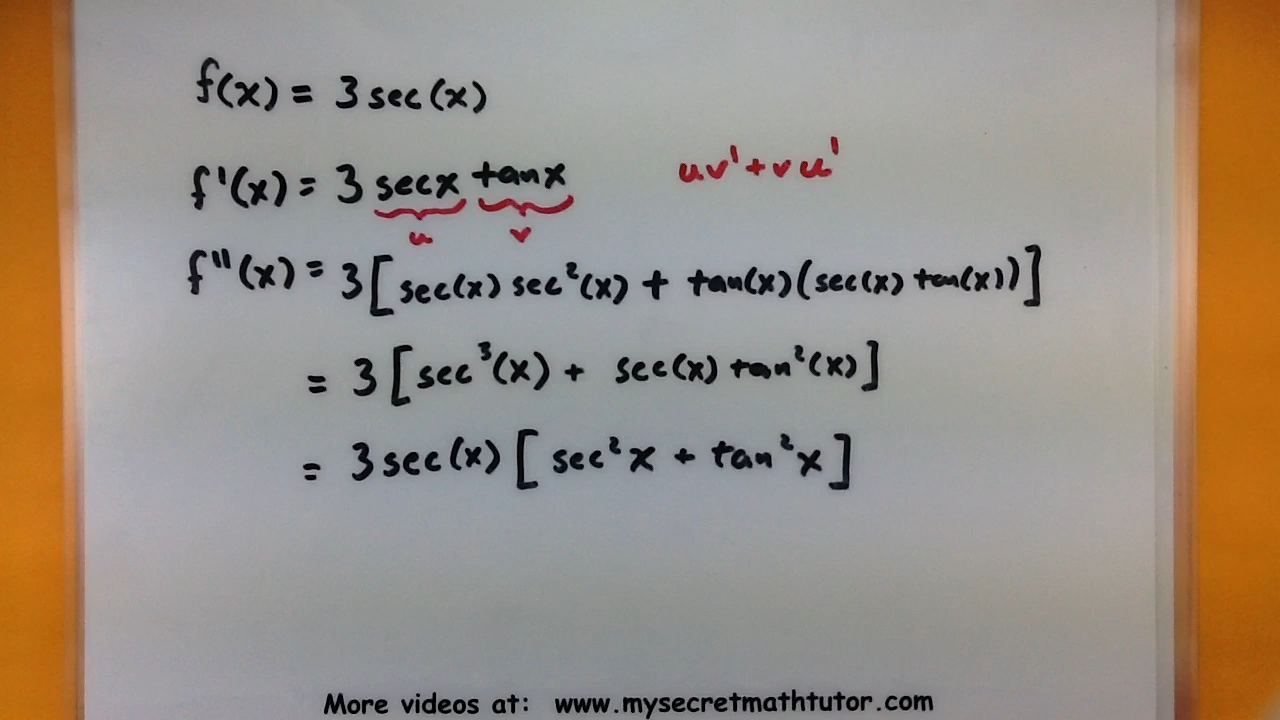 f(x) = 3 sec(x)
f'(x) = 3 secx tanx uv' + vu'
u v
f''(x) = 3[sec(x) sec²(x) + tan(x)(sec(x) tan(x))]
= 3[sec³(x) + sec(x) tan²(x)]
= 3 sec(x) [sec²x + tan²x]
More videos at: www.mysecretmathtutor.com